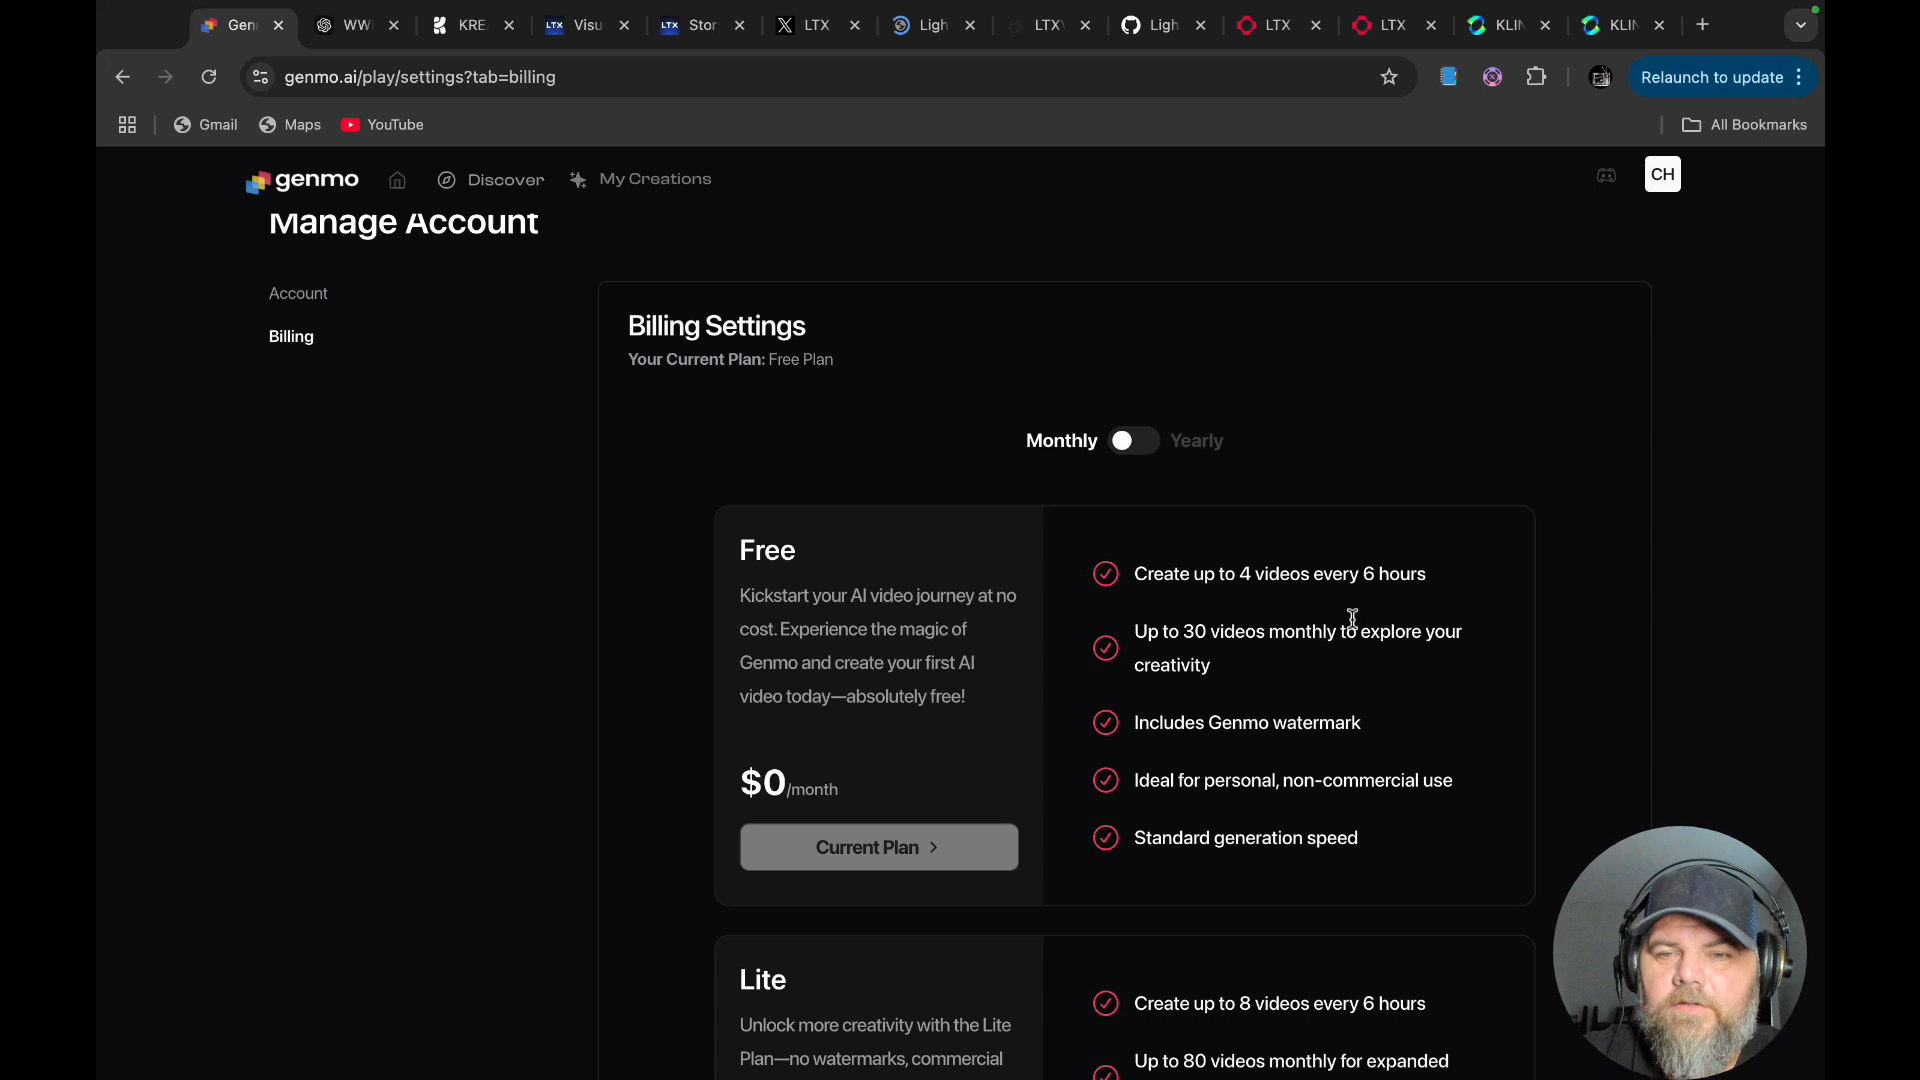 Gen
WW
KRE
LTX Visu
LTX Stor
LTX
Ligh
LTXV
Ligh
LTX
LTX
KLIN
KLIN
genmo.ai/play/settings?tab=billing
Relaunch to update
Gmail
Maps
YouTube
All Bookmarks
genmo
Discover
My Creations
CH
Manage Account
Account
Billing
Billing Settings
Your Current Plan: Free Plan
Monthly
Yearly
Free
Kickstart your AI video journey at no
cost. Experience the magic of
Genmo and create your first AI
video today—absolutely free!
$0/month
Current Plan >
Create up to 4 videos every 6 hours
Up to 30 videos monthly to explore your
creativity
Includes Genmo watermark
Ideal for personal, non-commercial use
Standard generation speed
Lite
Unlock more creativity with the Lite
Plan—no watermarks, commercial
Create up to 8 videos every 6 hours
Up to 80 videos monthly for expanded